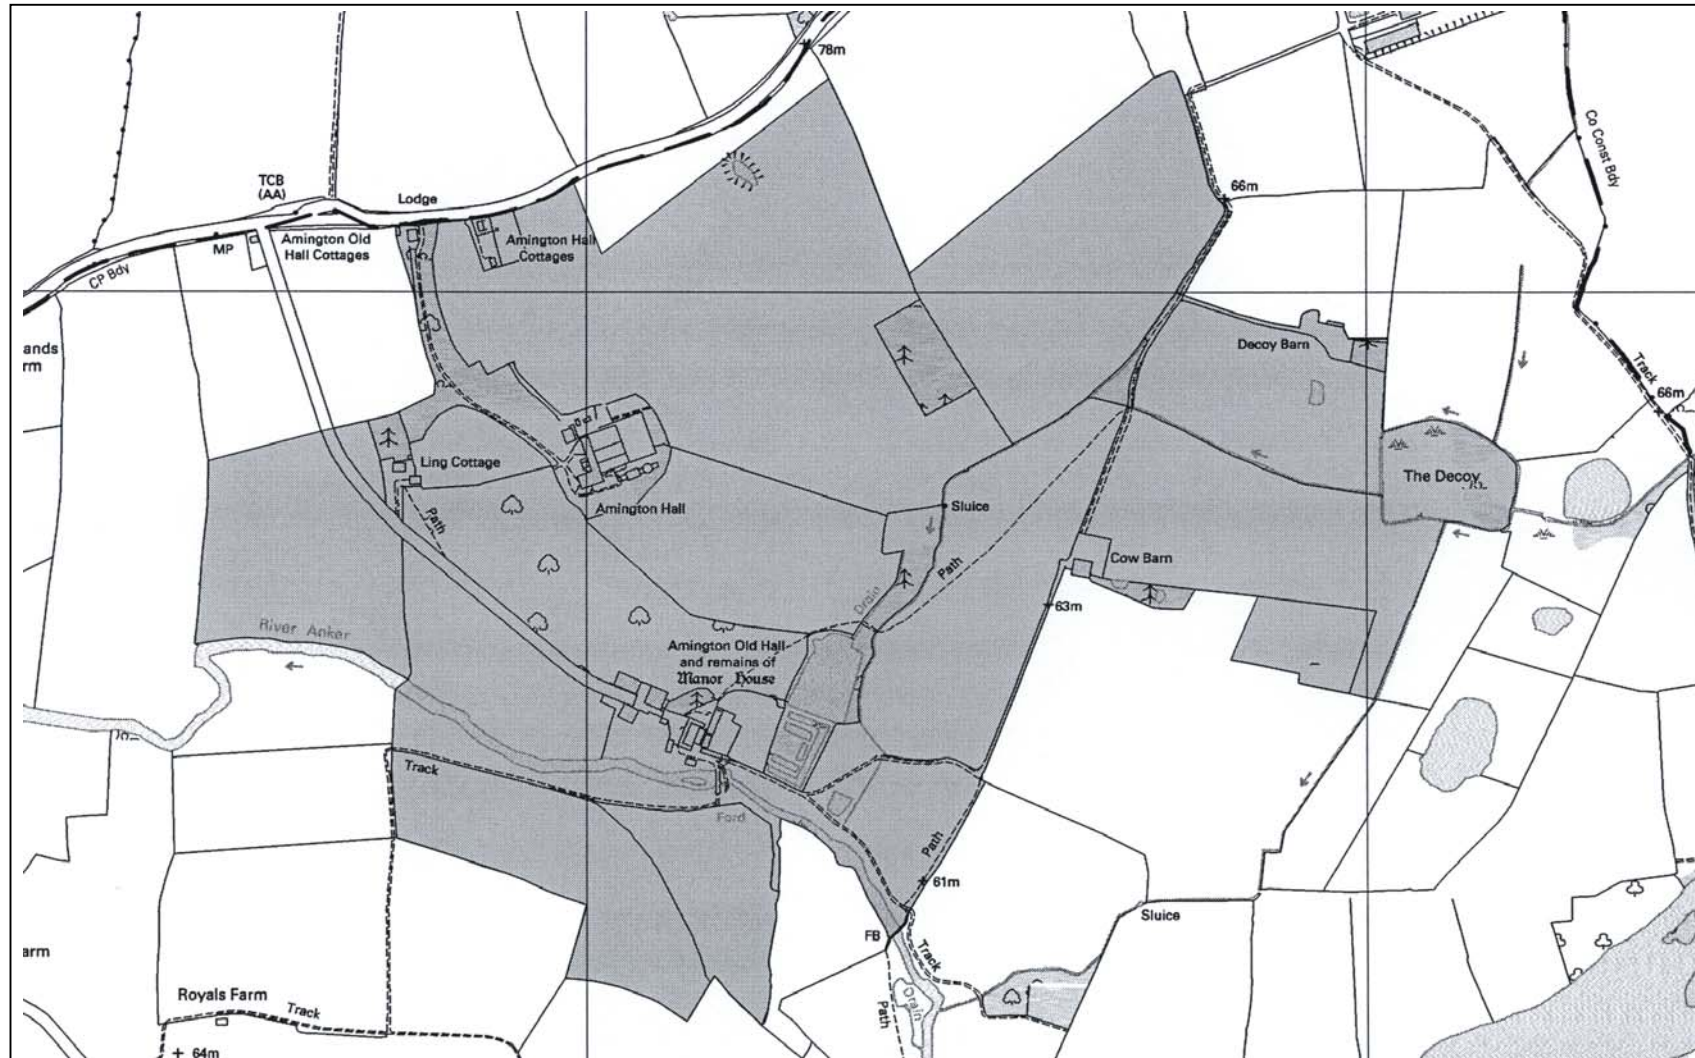 78m
Co Const Bdy
66m
TCB
(AA)
Lodge
MP
Amington Old
Hall Cottages
Amington Hall
Cottages
CP Bdy
ands
rm
Decoy Barn
Track
66m
Ling Cottage
The Decoy
Path
Amington Hall
Sluice
Path
Cow Barn
Drain
63m
River Anker
Amington Old Hall
and remains of
Manor House
Track
Ford
Path
61m
Sluice
FB
Track
arm
Royals Farm
Track
Drain
Path
64m